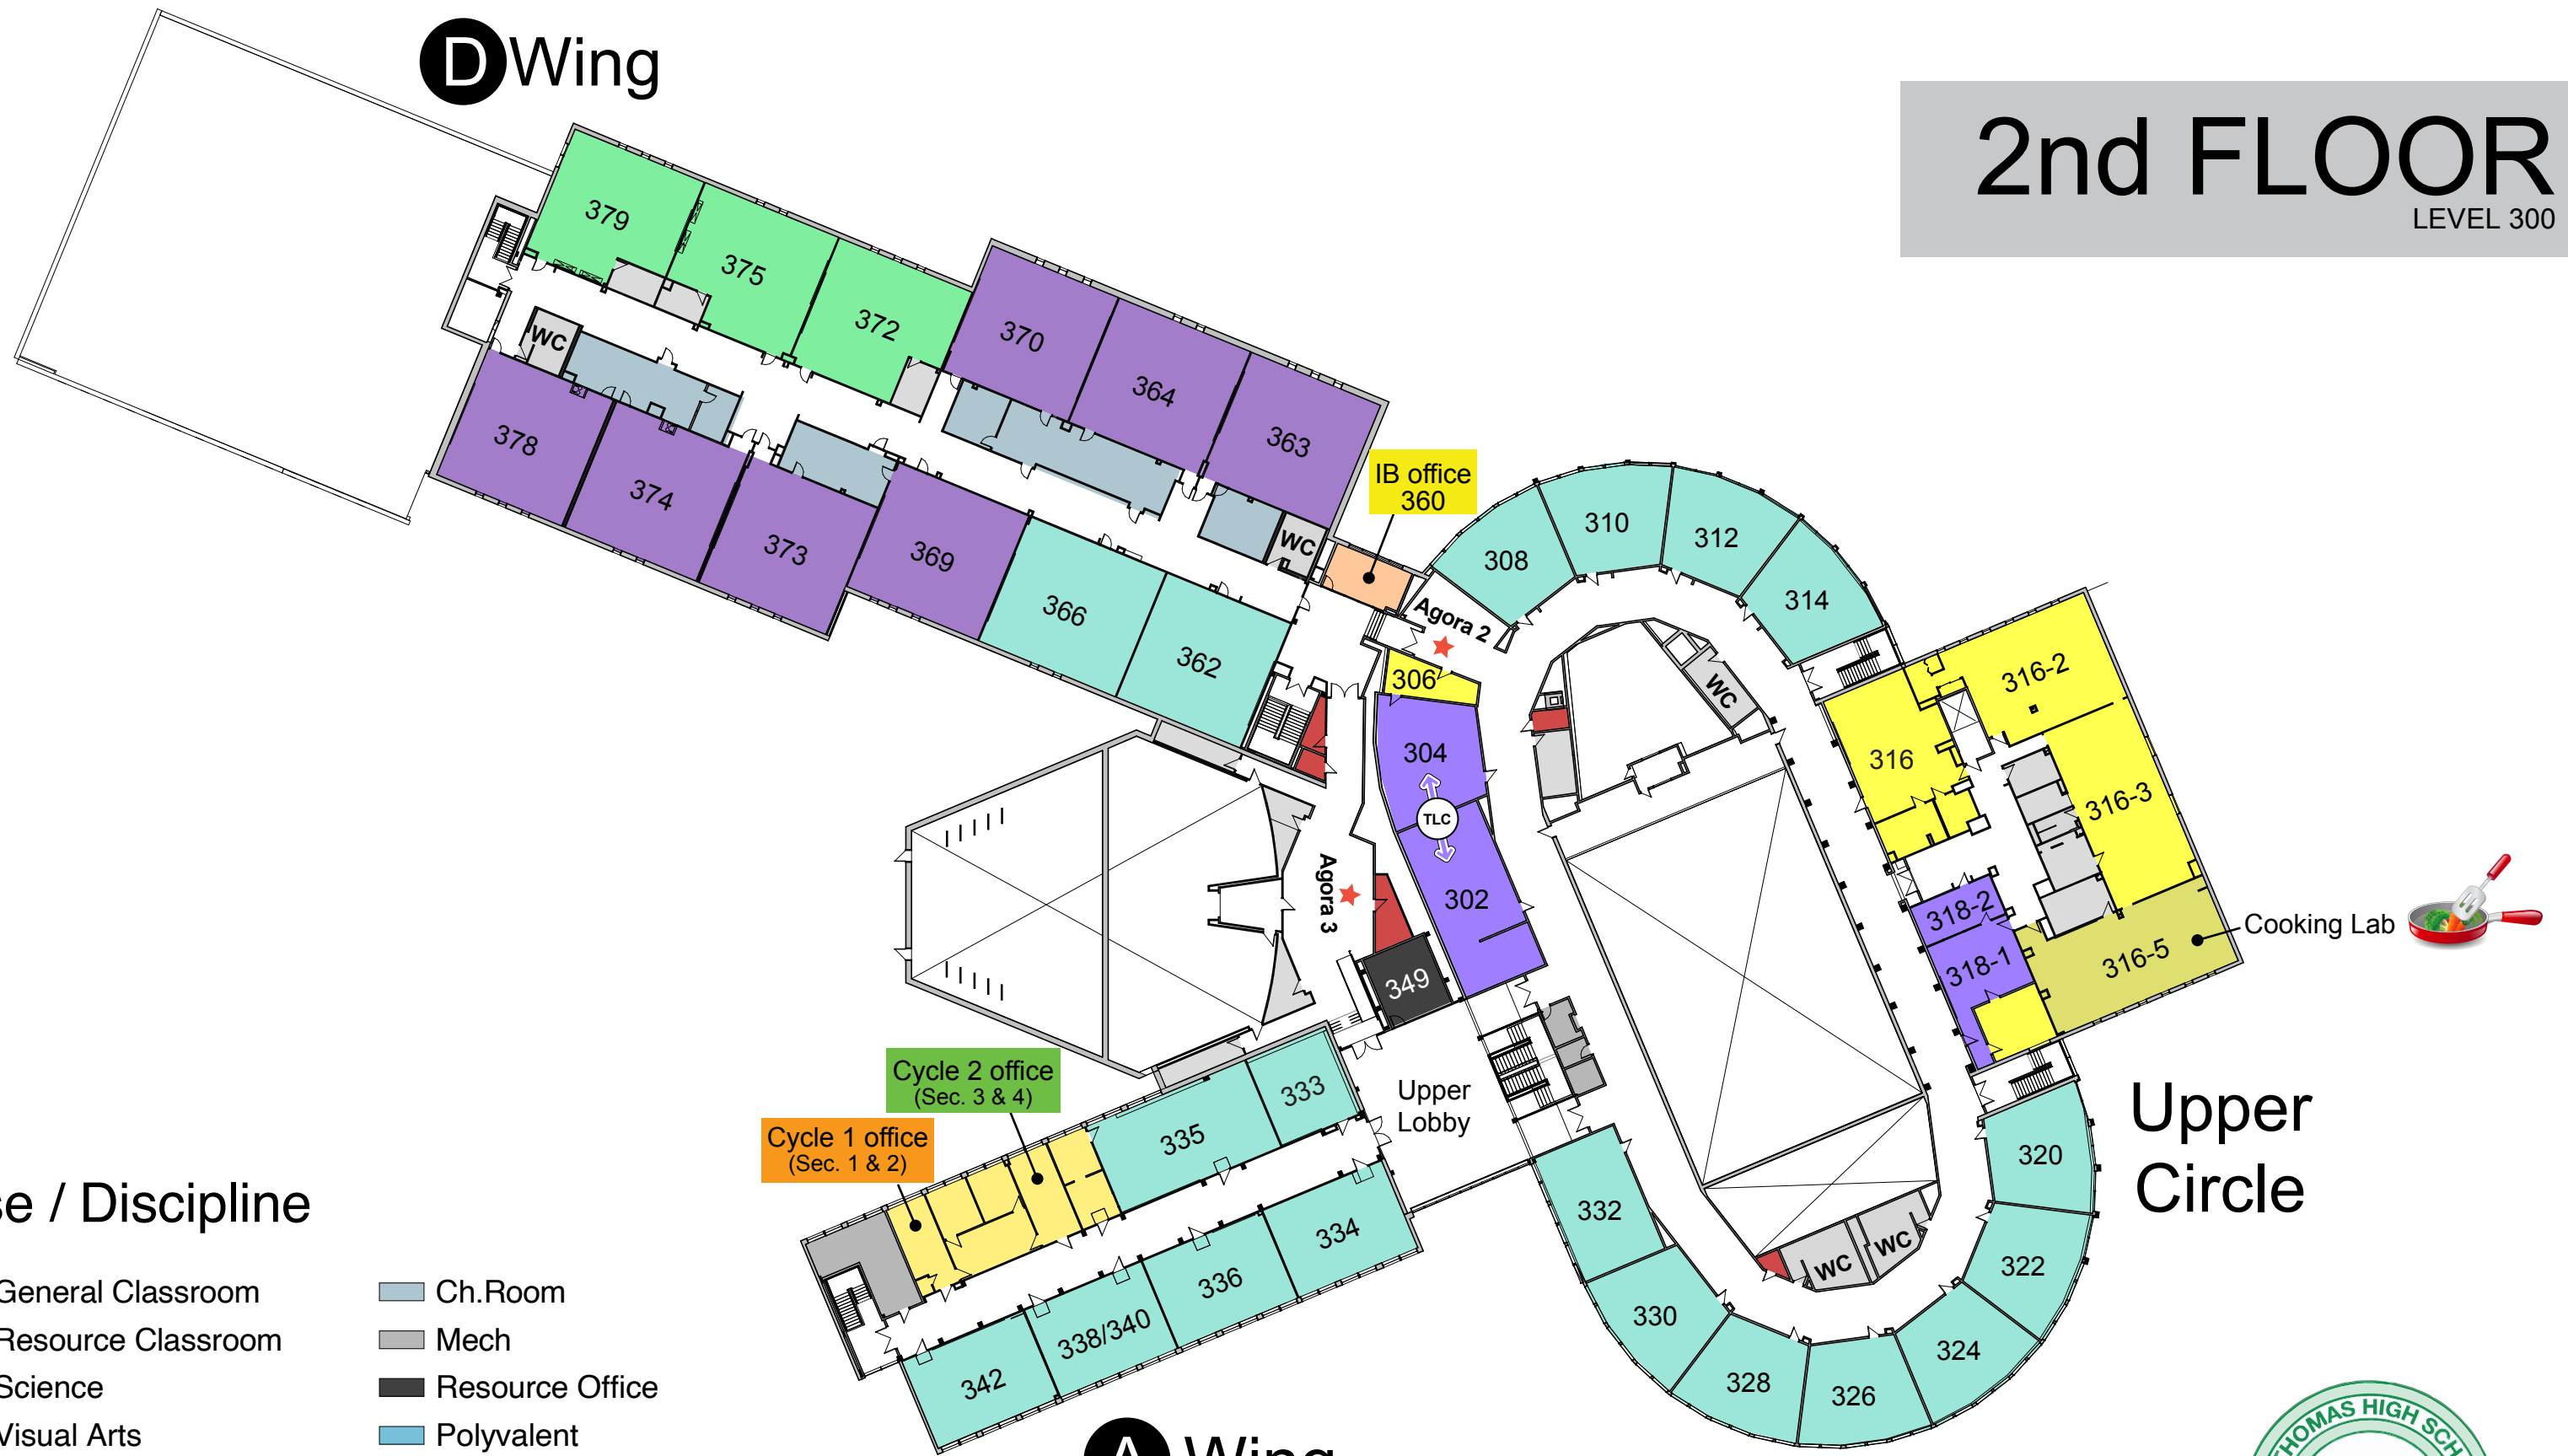 D Wing
2nd FLOOR
LEVEL 300
379
375
372
370
364
363
WC
378
374
373
369
366
362
WC
IB office
360
308
310
312
314
Agora 2
306
304
TLC
302
WC
316
316-2
316-3
318-2
318-1
316-5
Cooking Lab
Agora 3
349
Upper
Lobby
Cycle 2 office
(Sec. 3 & 4)
Cycle 1 office
(Sec. 1 & 2)
333
335
334
336
338/340
342
332
330
328
326
324
322
320
WC
WC
Upper
Circle
se / Discipline
General Classroom
Resource Classroom
Science
Visual Arts
Ch.Room
Mech
Resource Office
Polyvalent
A Wing
THOMAS HIGH SCH